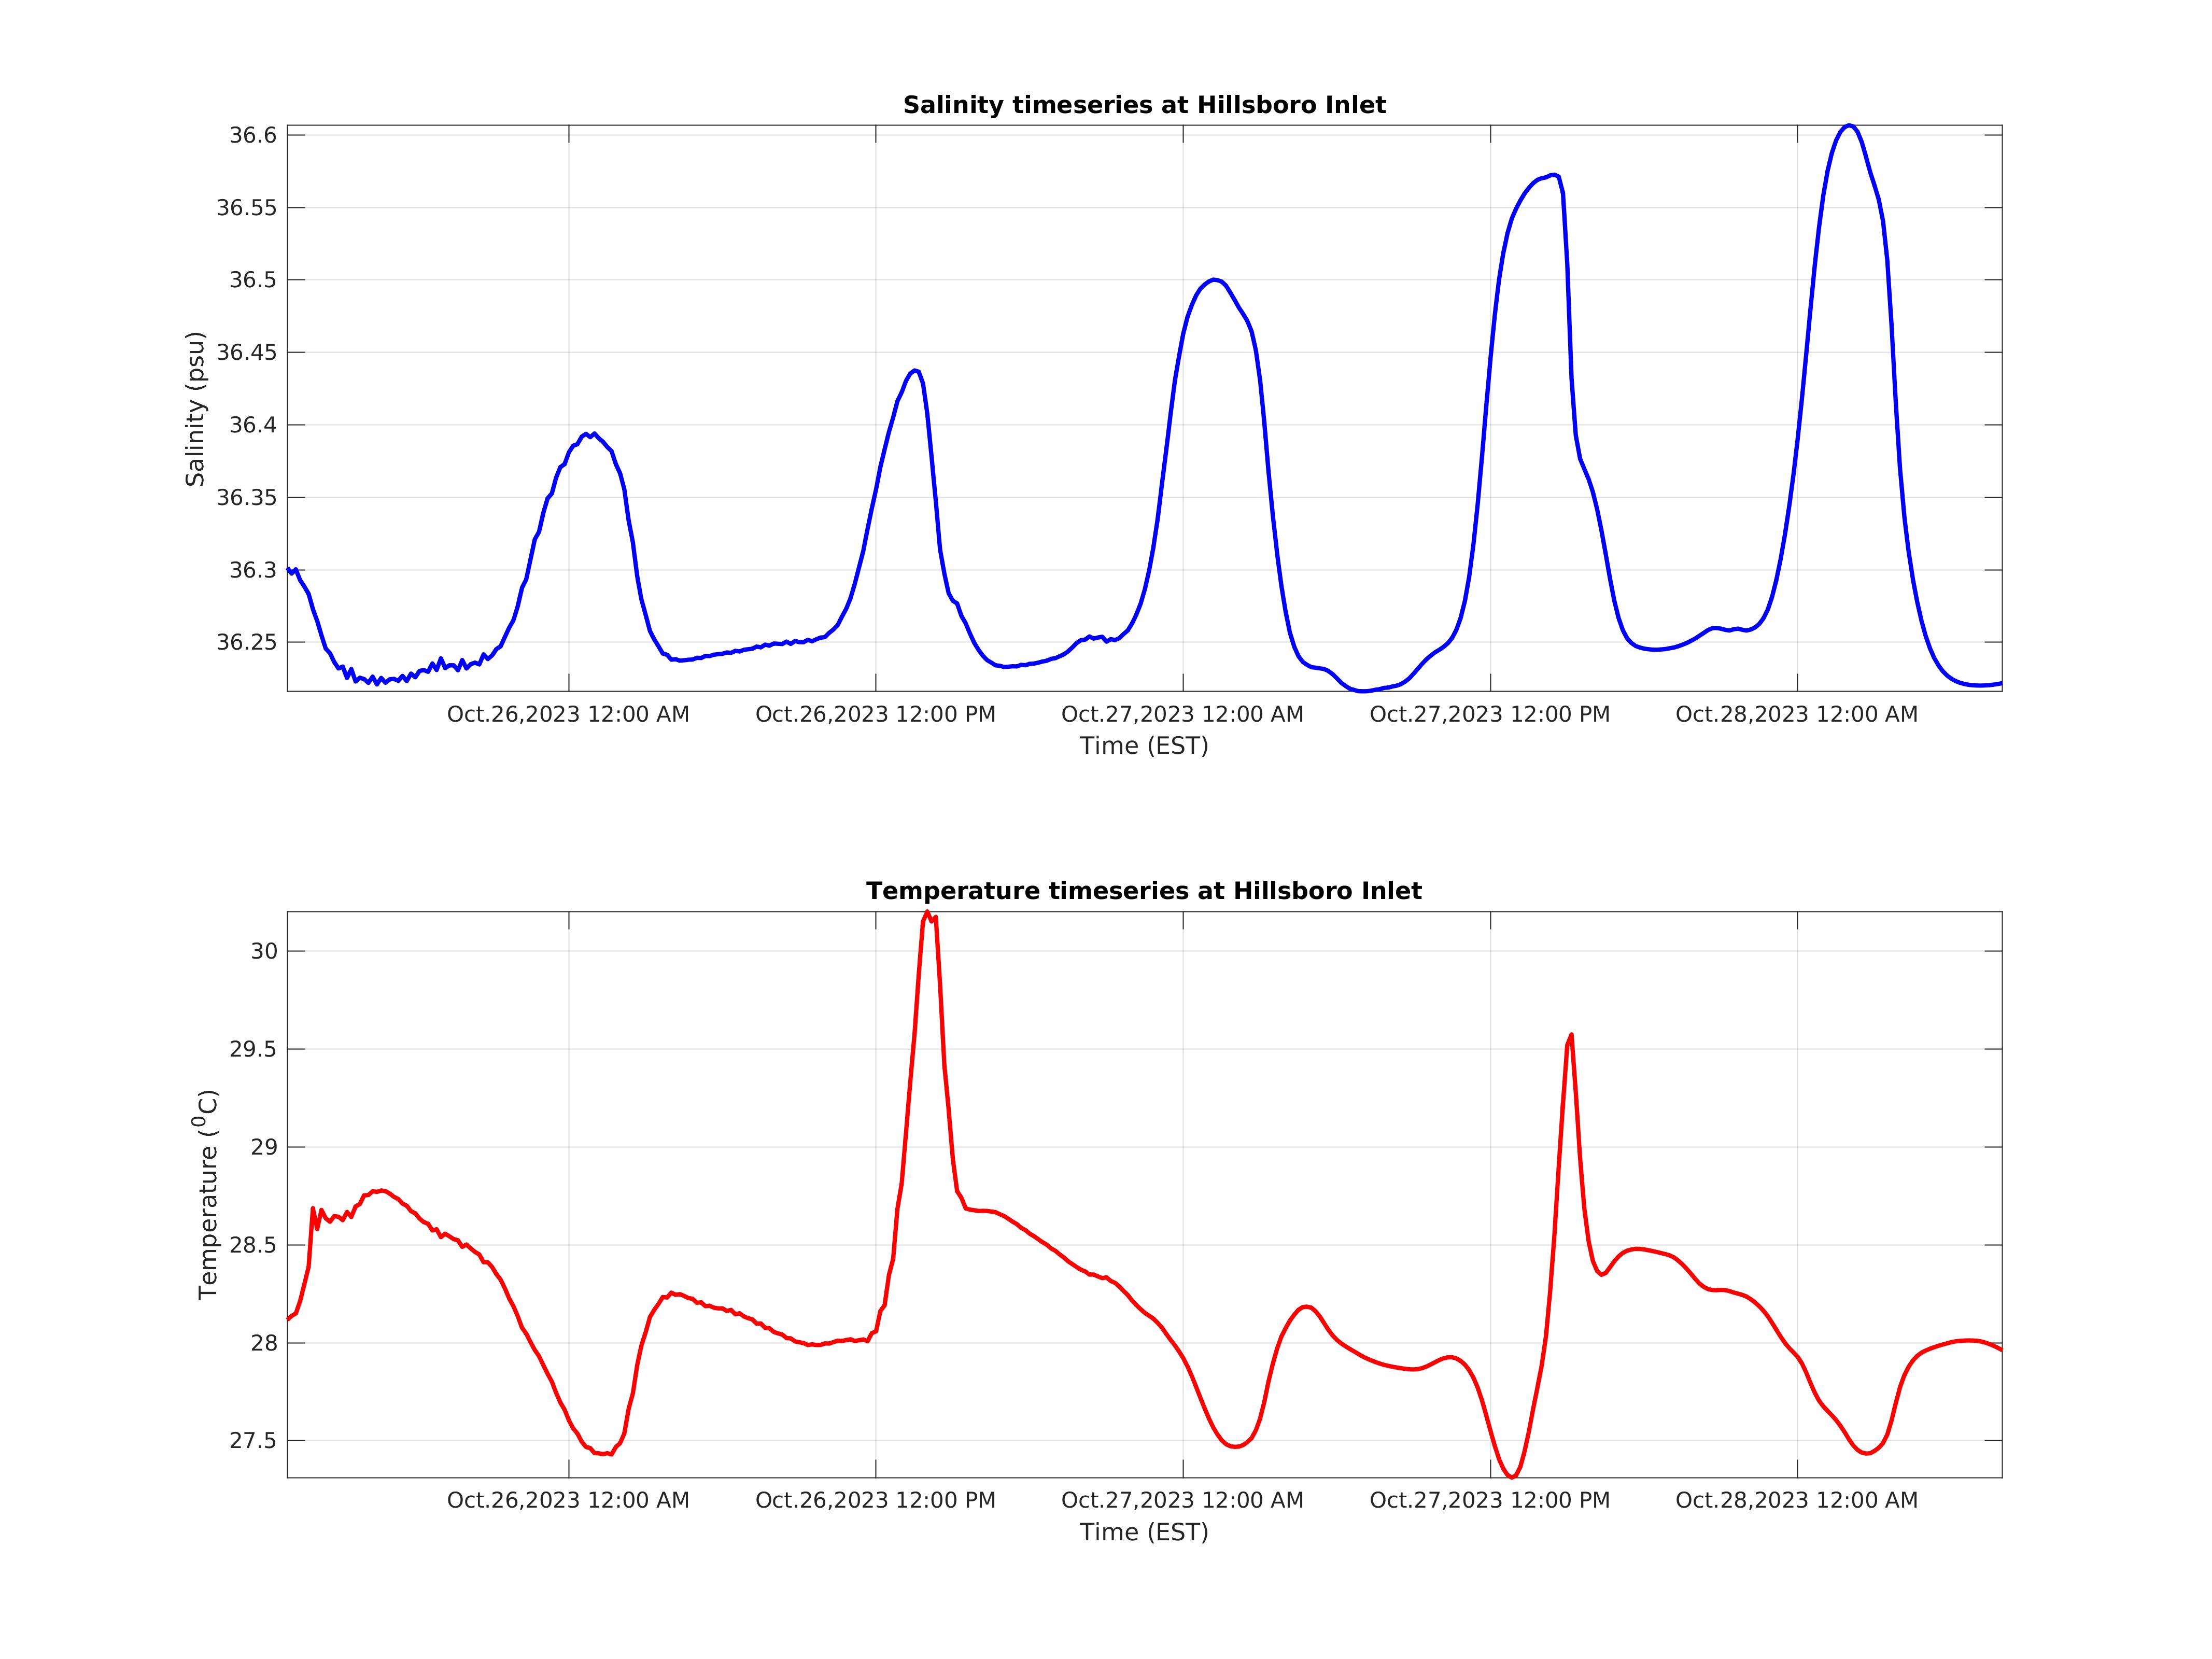 Salinity timeseries at Hillsboro Inlet
36.6
36.55
36.5
36.45
36.4
36.35
36.3
36.25
Salinity (psu)
Oct.26,2023 12:00 AM Oct.26,2023 12:00 PM Oct.27,2023 12:00 AM Oct.27,2023 12:00 PM Oct.28,2023 12:00 AM
Time (EST)
Temperature timeseries at Hillsboro Inlet
30
29.5
29
28.5
28
27.5
Temperature (⁰C)
Oct.26,2023 12:00 AM Oct.26,2023 12:00 PM Oct.27,2023 12:00 AM Oct.27,2023 12:00 PM Oct.28,2023 12:00 AM
Time (EST)